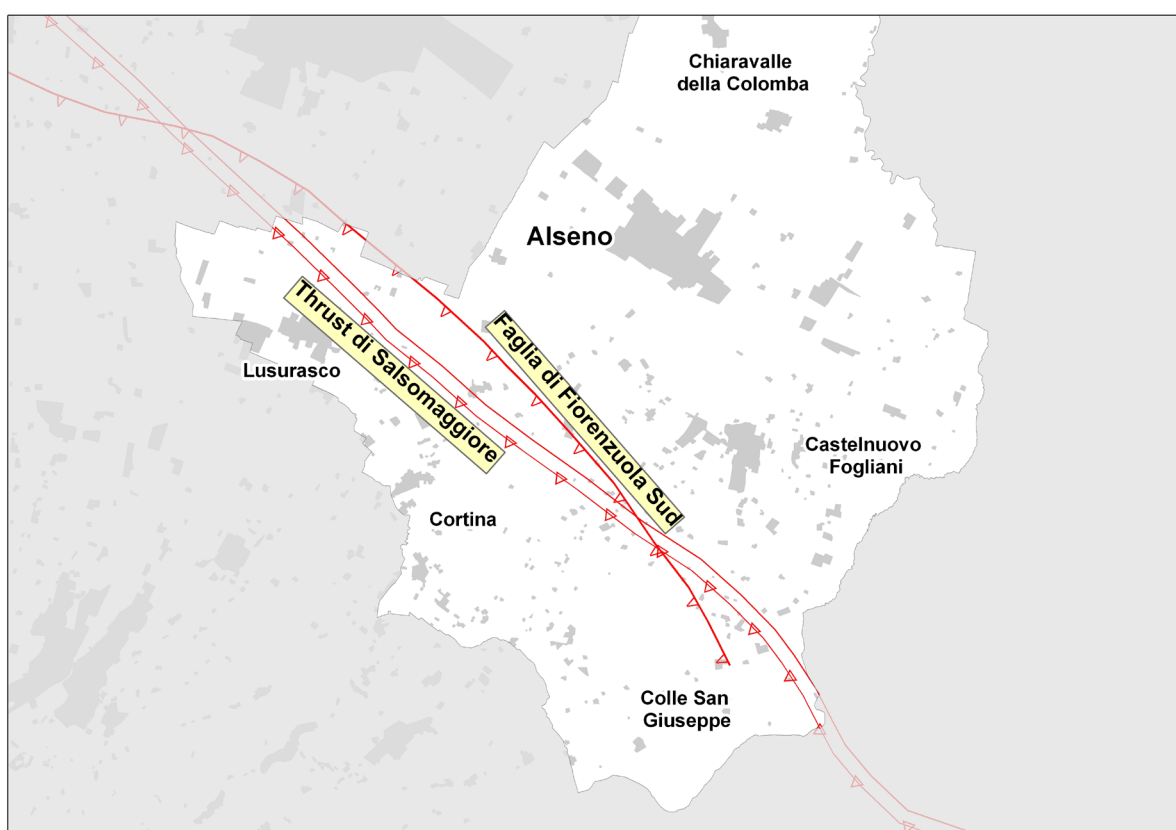 Chiaravalle
della Colomba
Alseno
Thrust di Salsomaggiore
Faglia di Fiorenzuola Sud
Lusurasco
Castelnuovo
Fogliani
Cortina
Colle San
Giuseppe